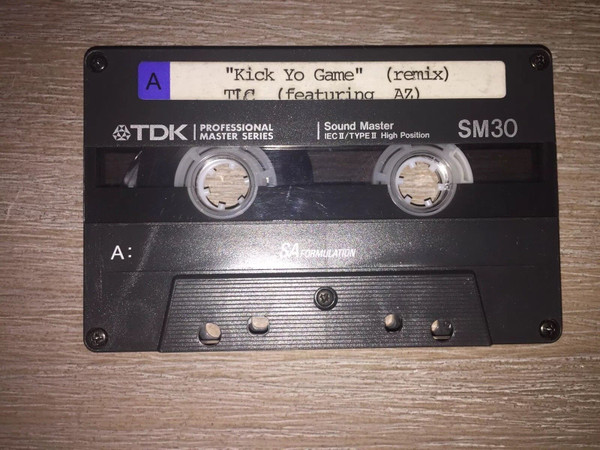 A
"Kick Yo Game" (remix)
TLC (featuring AZ)
TDK
PROFESSIONAL
MASTER SERIES
Sound Master
IEC II/TYPE II High Position
SM30
A:
SA FORMULATION